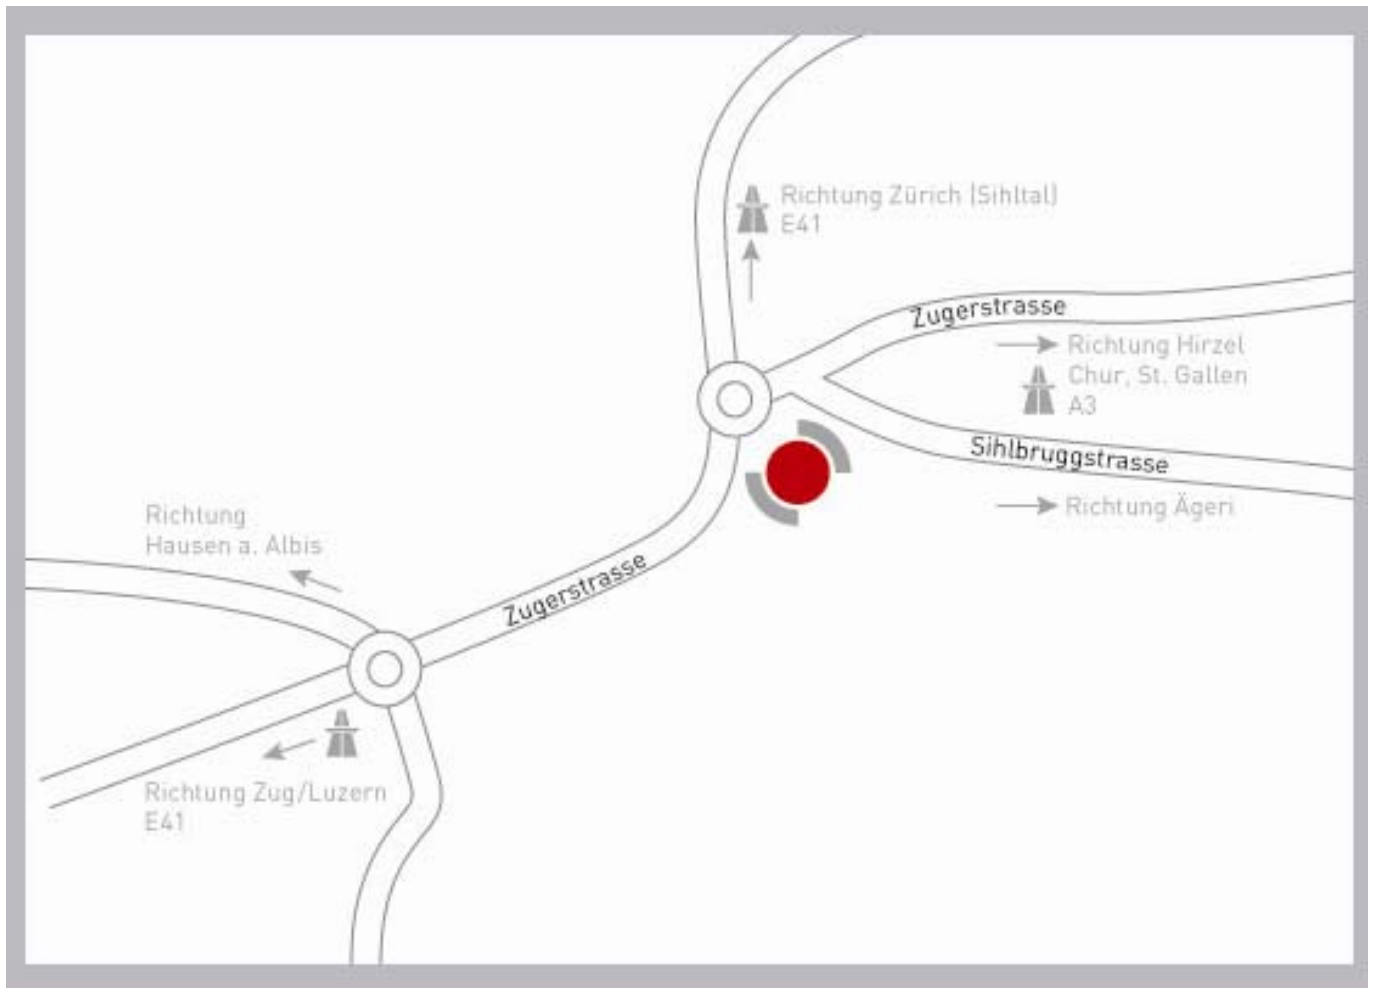 Richtung Zürich (Sihltal)
E41
Zugerstrasse
Richtung Hirzel
Chur, St. Gallen
A3
Sihlbruggstrasse
Richtung Ägeri
Richtung
Hausen a. Albis
Zugerstrasse
Richtung Zug/Luzern
E41